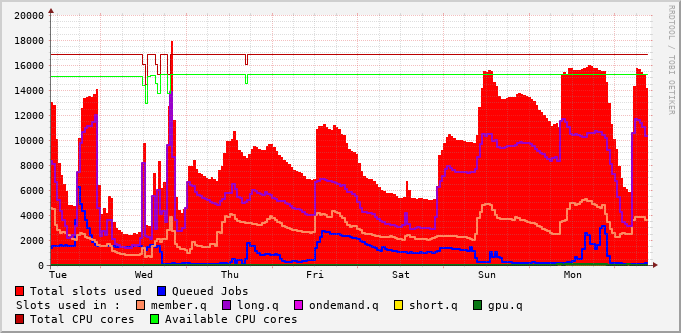 20000
18000
16000
14000
12000
10000
8000
6000
4000
2000
0
Tue Wed Thu Fri Sat Sun Mon
RRDTOOL / TOBI OETIKER
Total slots used Queued Jobs
Slots used in : member.q long.q ondemand.q short.q gpu.q
Total CPU cores Available CPU cores